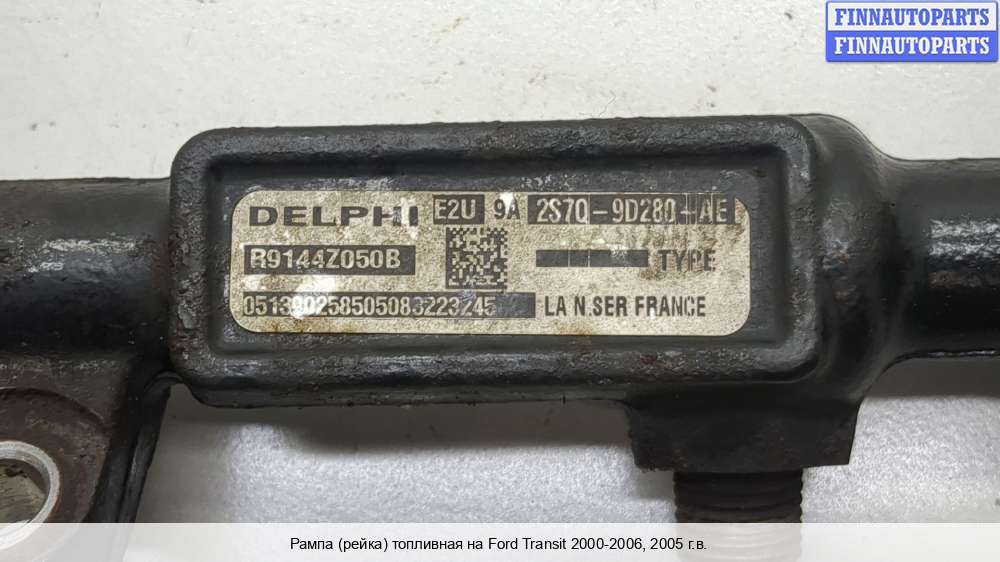 FINNAUTOPARTS
FINNAUTOPARTS
DELPHI E2U 9A 2S7Q-9D280-AE
R9144Z050B TYPE
LA N.SER FRANCE
Рампа (рейка) топливная на Ford Transit 2000-2006, 2005 г.в.